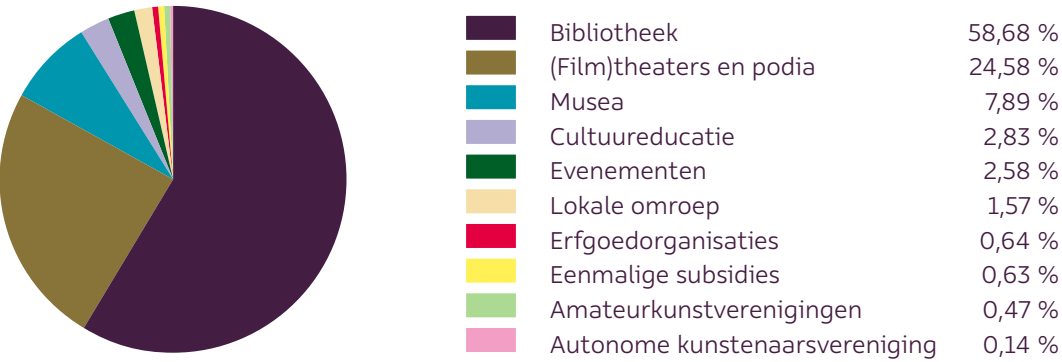 Bibliotheek 58,68 %
(Film)theaters en podia 24,58 %
Musea 7,89 %
Cultuureducatie 2,83 %
Evenementen 2,58 %
Lokale omroep 1,57 %
Erfgoedorganisaties 0,64 %
Eenmalige subsidies 0,63 %
Amateurkunstverenigingen 0,47 %
Autonome kunstenaarsvereniging 0,14 %